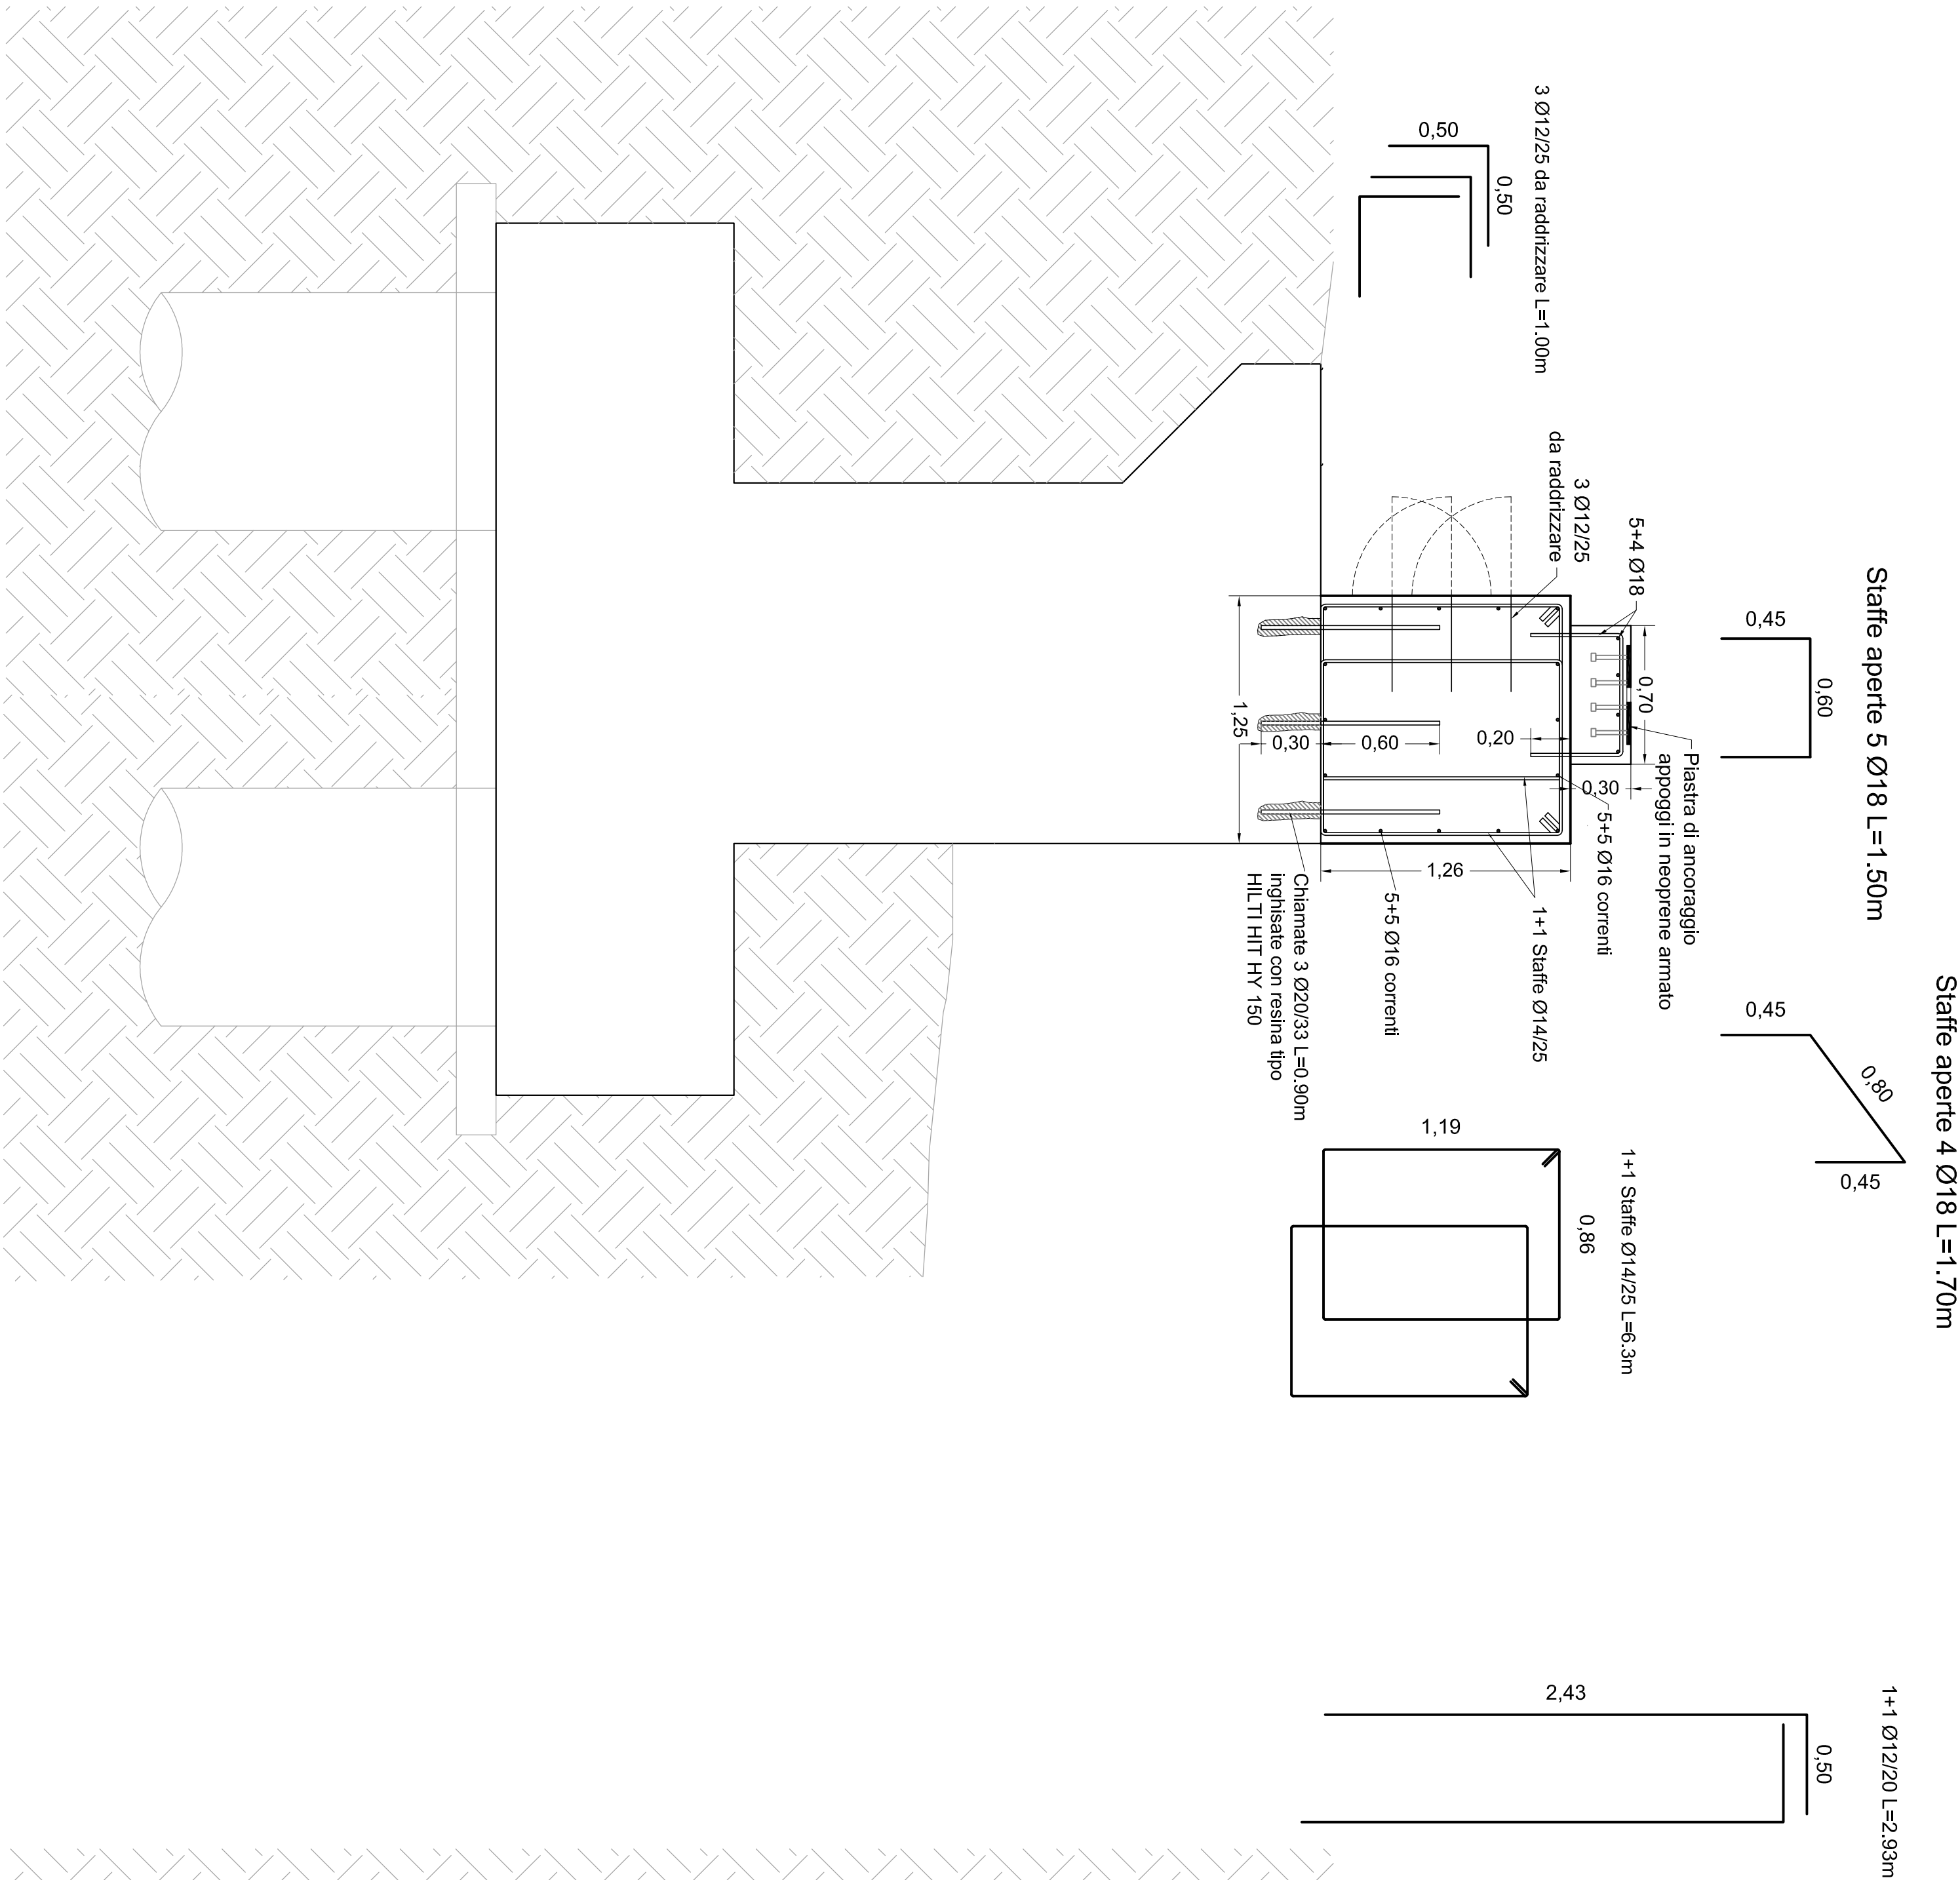 Staffe aperte 5 Ø18 L=1.50m
0,45
0,60
Staffe aperte 4 Ø18 L=1.70m
0,45
0,80
0,45
3 Ø12/25 da raddrizzare L=1.00m
0,50
0,50
3 Ø12/25
da raddrizzare
5+4 Ø18
0,70
0,30
0,20
Piastra di ancoraggio
appoggi in neoprene armato
5+5 Ø16 correnti
1+1 Staffe Ø14/25
5+5 Ø16 correnti
Chiamate 3 Ø20/33 L=0.90m
inghisate con resina tipo
HILTI HIT HY 150
1,25
0,30
0,60
1,26
1+1 Staffe Ø14/25 L=6.3m
1,19
0,86
1+1 Ø12/20 L=2.93m
2,43
0,50